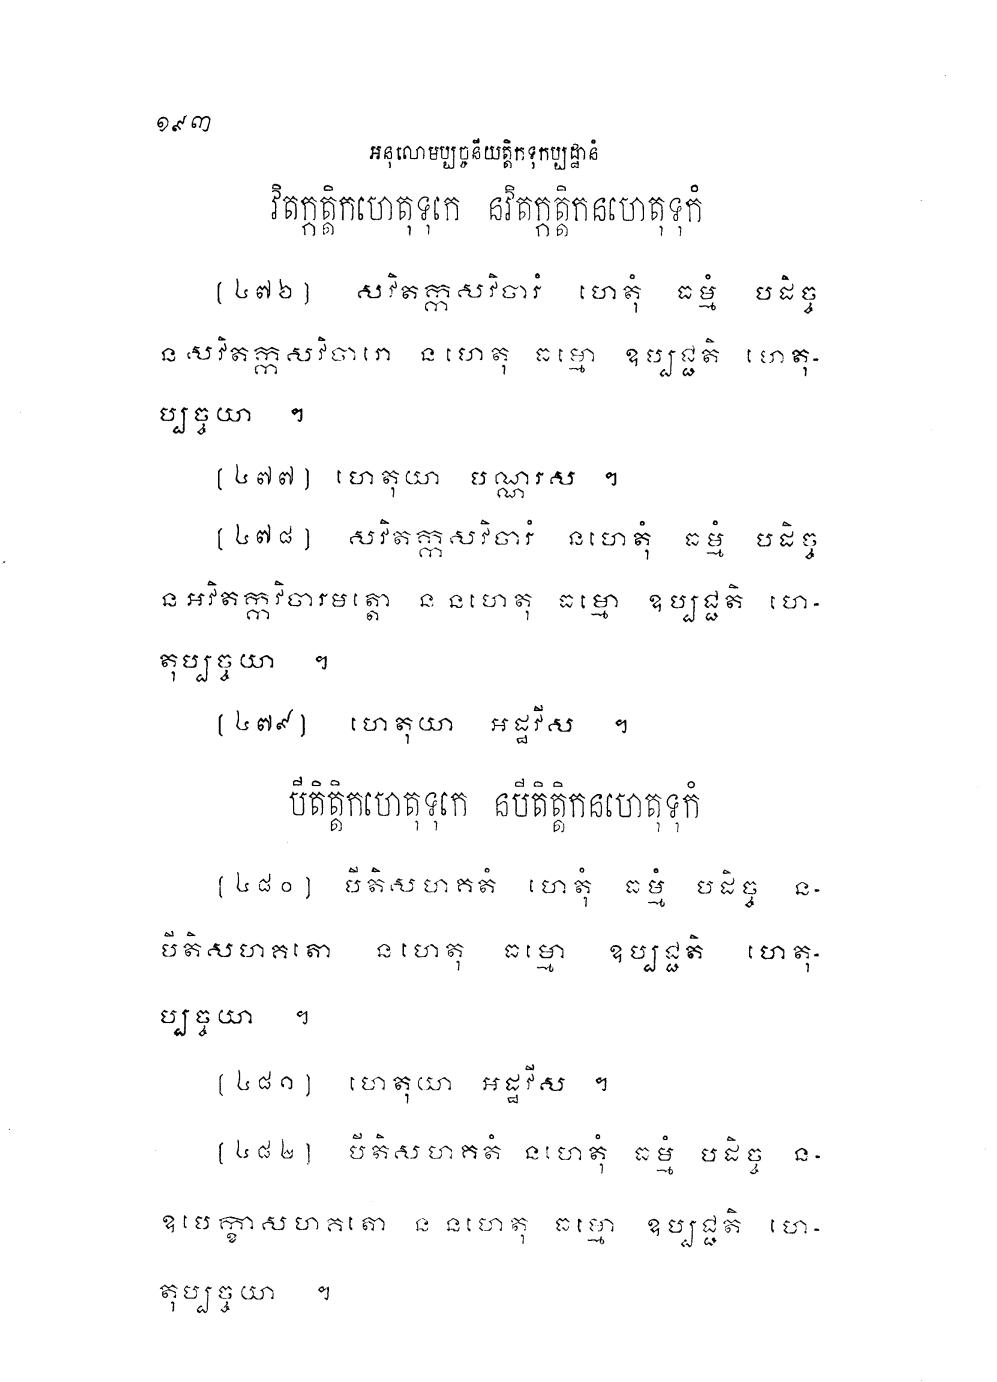 ១៩៣
អនុលោមប្បច្ចនីយត្តិកទុកប្បដ្ឋានំ
វិតក្កត្តិកហេតុទុកេ នវិតក្កត្តិកនហេតុទុកំ
[៤៧៦] សវិតក្កសវិចារំ ហេតុំ ធម្មំ បដិច្ច
នសវិតក្កសវិចារោ នហេតុ ធម្មោ ឧប្បជ្ជតិ ហេតុ-
ប្បច្ចយា ។
[៤៧៧] ហេតុយា បណ្ណរស ។
[៤៧៨] សវិតក្កសវិចារំ នហេតុំ ធម្មំ បដិច្ច
នអវិតក្កវិចារមត្តោ ន នហេតុ ធម្មោ ឧប្បជ្ជតិ ហេ-
តុប្បច្ចយា ។
[៤៧៩] ហេតុយា អដ្ឋវីស ។
បីតិត្តិកហេតុទុកេ នបីតិត្តិកនហេតុទុកំ
[៤៨០] បីតិសហគតំ ហេតុំ ធម្មំ បដិច្ច ន-
បីតិសហគតោ នហេតុ ធម្មោ ឧប្បជ្ជតិ ហេតុ-
ប្បច្ចយា ។
[៤៨១] ហេតុយា អដ្ឋវីស ។
[៤៨២] បីតិសហគតំ នហេតុំ ធម្មំ បដិច្ច ន-
ឧបេក្ខាសហគតោ ន នហេតុ ធម្មោ ឧប្បជ្ជតិ ហេ-
តុប្បច្ចយា ។